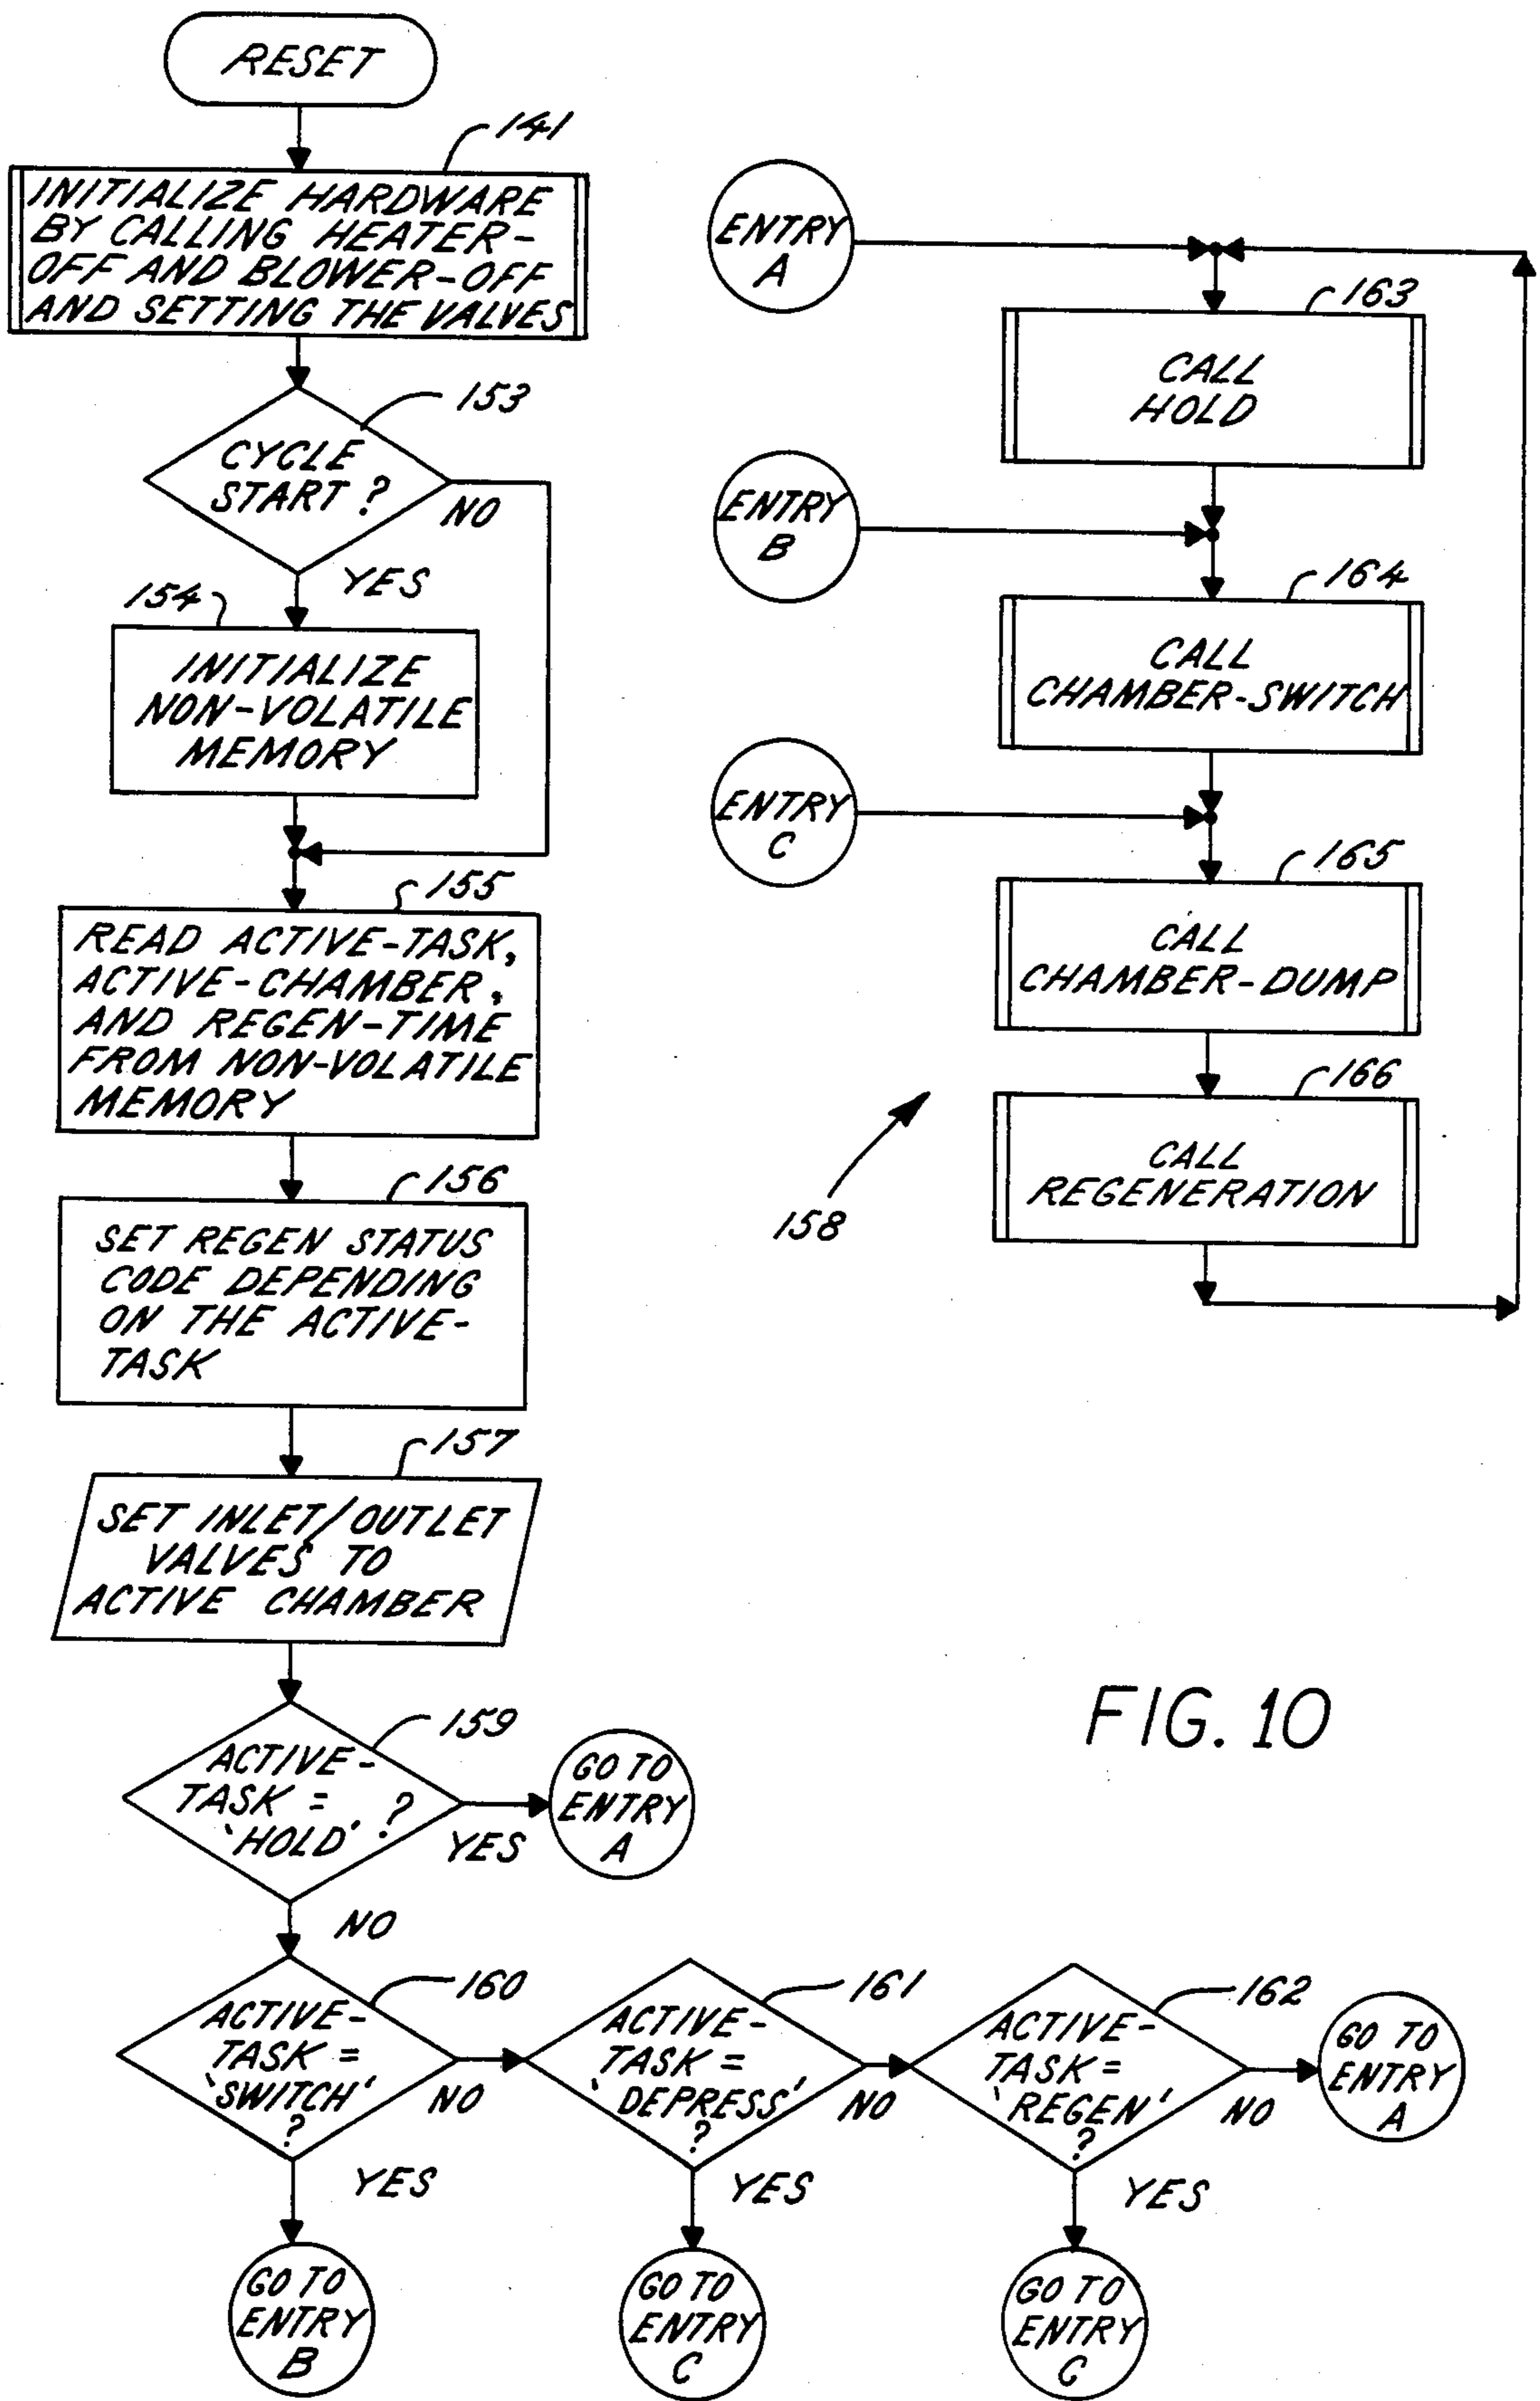 RESET
141
INITIALIZE HARDWARE
BY CALLING HEATER-
OFF AND BLOWER-OFF
AND SETTING THE VALVES
153
CYCLE
START ?
NO
YES
154
INITIALIZE
NON-VOLATILE
MEMORY
155
READ ACTIVE-TASK,
ACTIVE-CHAMBER,
AND REGEN-TIME
FROM NON-VOLATILE
MEMORY
156
SET REGEN STATUS
CODE DEPENDING
ON THE ACTIVE-
TASK
157
SET INLET/OUTLET
VALVES TO
ACTIVE CHAMBER
159
ACTIVE-
TASK =
'HOLD' ?
YES
GO TO
ENTRY
A
NO
160
ACTIVE-
TASK =
'SWITCH'
?
NO
YES
GO TO
ENTRY
B
161
ACTIVE-
TASK =
'DEPRESS'
?
NO
YES
GO TO
ENTRY
C
162
ACTIVE-
TASK =
'REGEN'
?
NO
GO TO
ENTRY
A
YES
GO TO
ENTRY
C
ENTRY
A
163
CALL
HOLD
ENTRY
B
164
CALL
CHAMBER-SWITCH
ENTRY
C
165
CALL
CHAMBER-DUMP
166
CALL
REGENERATION
158
FIG. 10